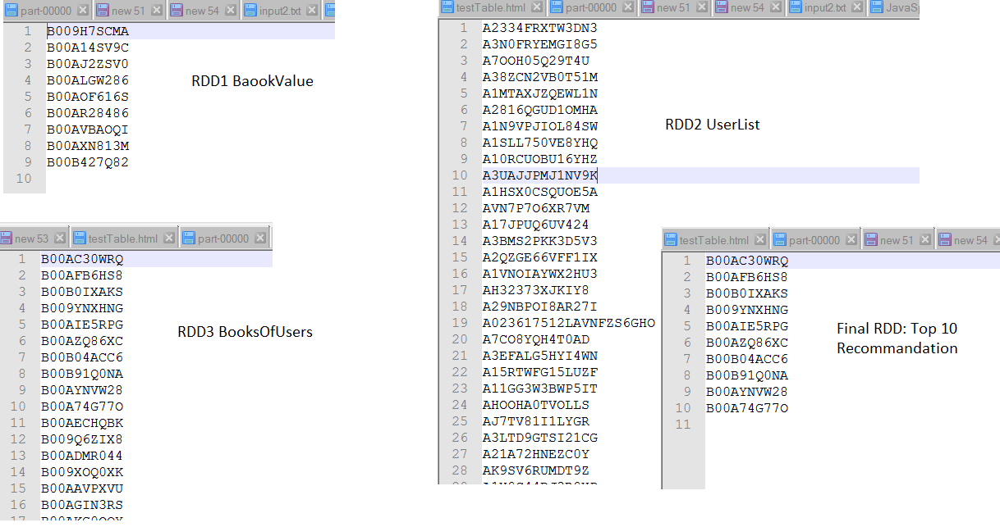 part-00000 new 51 new 54 input2.txt
1 B009H7SCMA
2 B00A14SV9C
3 B00AJ2ZSV0
4 B00ALGW286
5 B00AOF616S
6 B00AR28486
7 B00AVBAOQI
8 B00AXN813M
9 B00B427Q82
10
RDD1 BaookValue
testTable.html part-00000 new 51 new 54 input2.txt JavaSp
1 A2334FRXTW3DN3
2 A3N0FRYEMGI8G5
3 A7OOH05Q29T4U
4 A38ZCN2VB0T51M
5 A1MTAXJZQEWL1N
6 A2816QGUD1OMHA
7 A1N9VPJIOL84SW
8 A1SLL750VE8YHQ
9 A10RCUOBU16YHZ
10 A3UAJJPMJ1NV9K
11 A1HSX0CSQUOE5A
12 AVN7P7O6XR7VM
13 A17JPUQ6UV424
14 A3BMS2PKK3D5V3
15 A2QZGE66VFF1IX
16 A1VNOIAYWX2HU3
17 AH32373XJKIY8
18 A29NBPOI8AR27I
19 A023617512LAVNFZS6GHO
20 A7CO8YQH4T0AD
21 A3EFALG5HYI4WN
22 A15RTWFG15LUZF
23 A11GG3W3BWP5IT
24 AHOOHA0TVOLLS
25 AJ7TV81I1LYGR
26 A3LTD9GTSI21CG
27 A21A72HNEZC0Y
28 AK9SV6RUMDT9Z
RDD2 UserList
new 53 testTable.html part-00000
1 B00AC30WRQ
2 B00AFB6HS8
3 B00B0IXAKS
4 B009YNXHNG
5 B00AIE5RPG
6 B00AZQ86XC
7 B00B04ACC6
8 B00B91Q0NA
9 B00AYNVW28
10 B00A74G77O
11 B00AECHQBK
12 B009Q6ZIX8
13 B00ADMR044
14 B009XOQ0XK
15 B00AAVPXVU
16 B00AGIN3RS
17
RDD3 BooksOfUsers
testTable.html part-00000 new 51 new 54
1 B00AC30WRQ
2 B00AFB6HS8
3 B00B0IXAKS
4 B009YNXHNG
5 B00AIE5RPG
6 B00AZQ86XC
7 B00B04ACC6
8 B00B91Q0NA
9 B00AYNVW28
10 B00A74G77O
11
Final RDD: Top 10
Recommandation